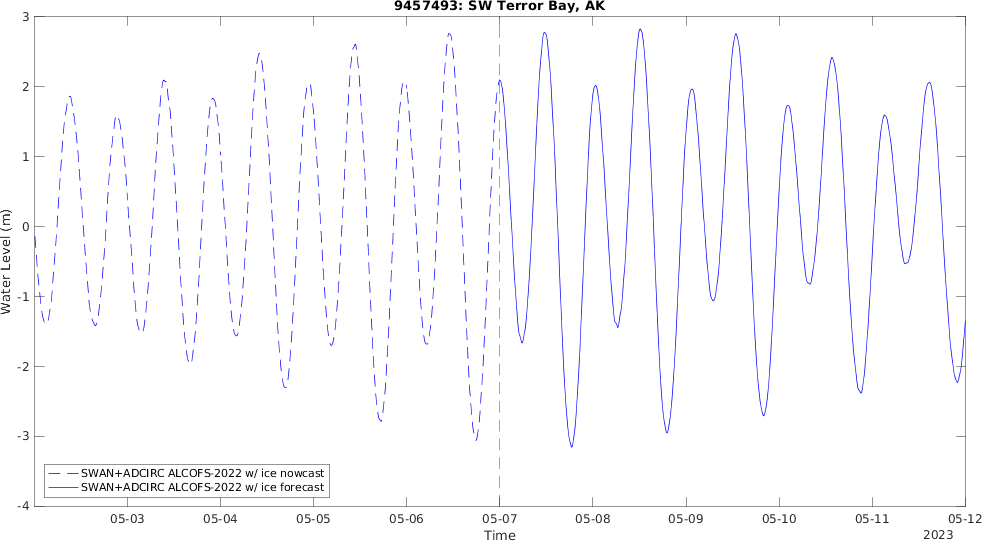 9457493: SW Terror Bay, AK
3
2
1
0
-1
-2
-3
-4
Water Level (m)
SWAN+ADCIRC ALCOFS-2022 w/ ice nowcast
SWAN+ADCIRC ALCOFS-2022 w/ ice forecast
05-03 05-04 05-05 05-06 05-07 05-08 05-09 05-10 05-11 05-12
Time
2023